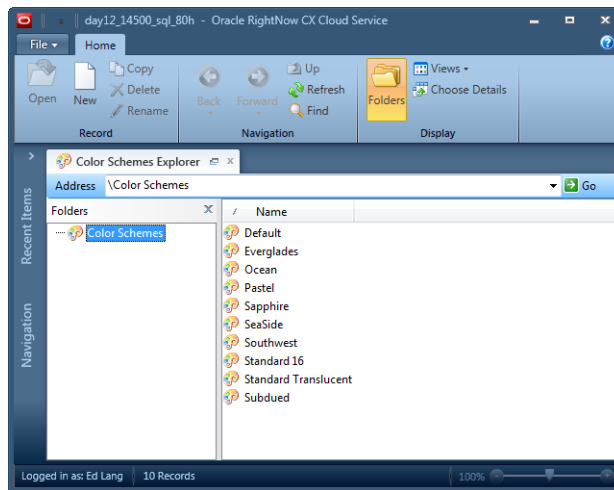 day12_14500_sql_80h - Oracle RightNow CX Cloud Service
File Home
Open New Copy Delete Rename Back Forward Up Refresh Find Folders Views Choose Details
Record Navigation Display
Color Schemes Explorer
Address \Color Schemes Go
Recent Items
Navigation
Folders
Color Schemes
Name
Default
Everglades
Ocean
Pastel
Sapphire
SeaSide
Southwest
Standard 16
Standard Translucent
Subdued
Logged in as: Ed Lang 10 Records 100%